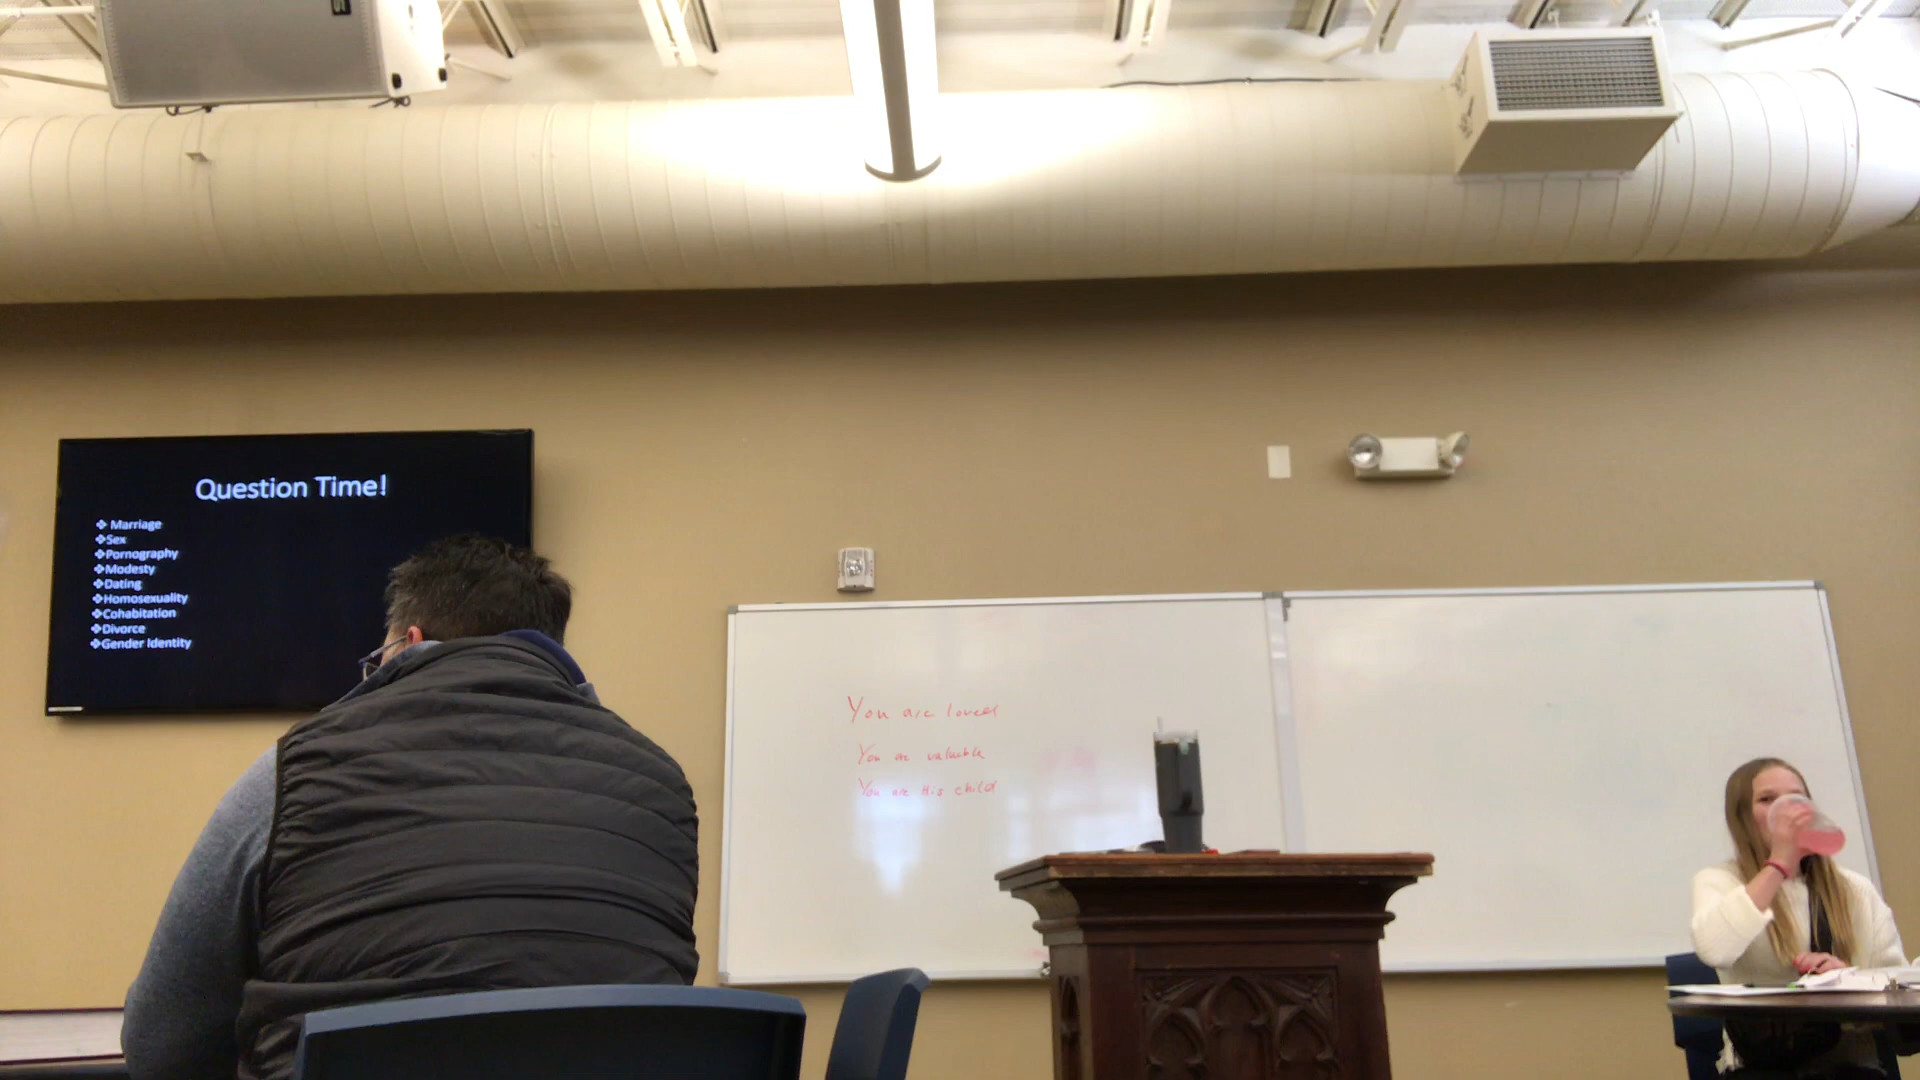 Question Time!
❖ Marriage
❖Sex
❖Pornography
❖Modesty
❖Dating
❖Homosexuality
❖Cohabitation
❖Divorce
❖Gender Identity
You are loved
You are valuable
You are His child